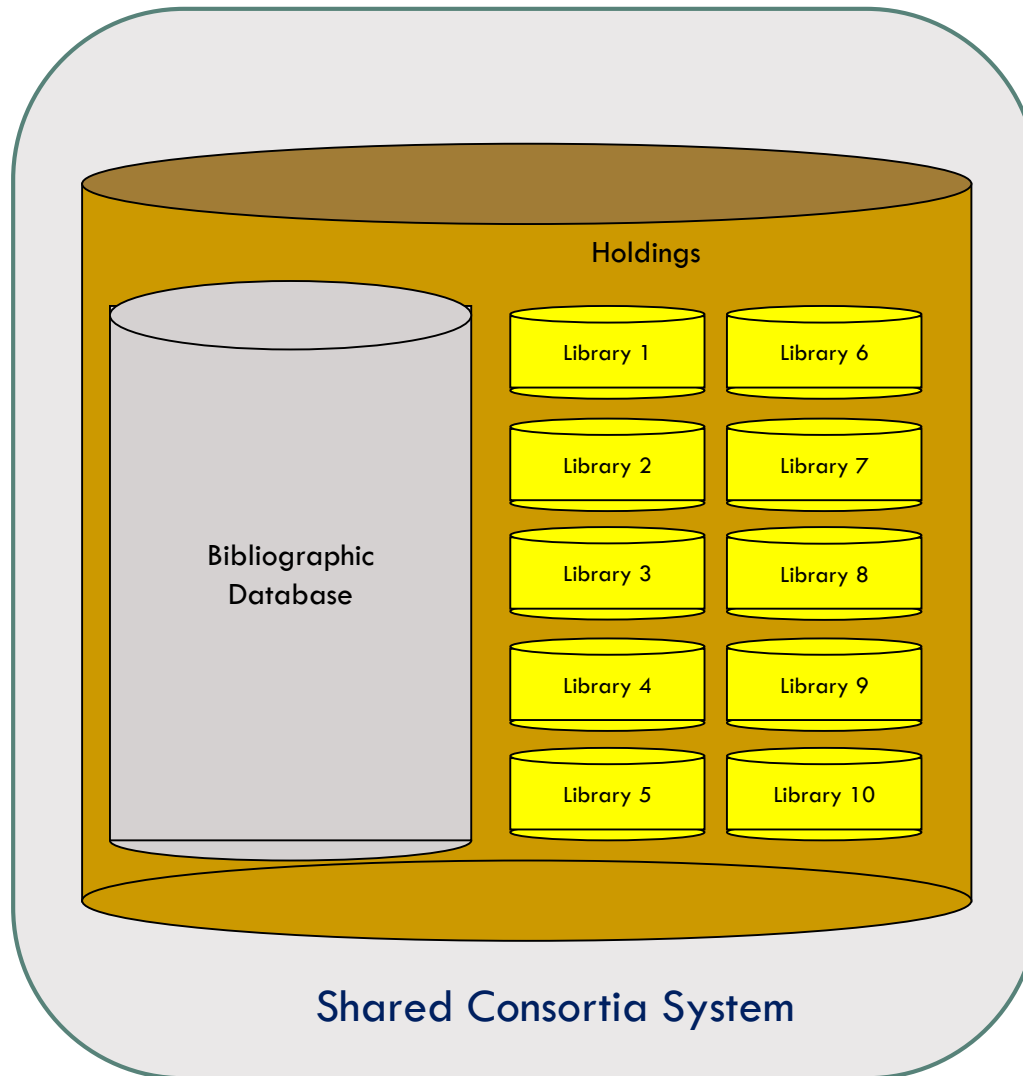 Holdings
Library 1
Library 6
Library 2
Library 7
Bibliographic
Database
Library 3
Library 8
Library 4
Library 9
Library 5
Library 10
Shared Consortia System